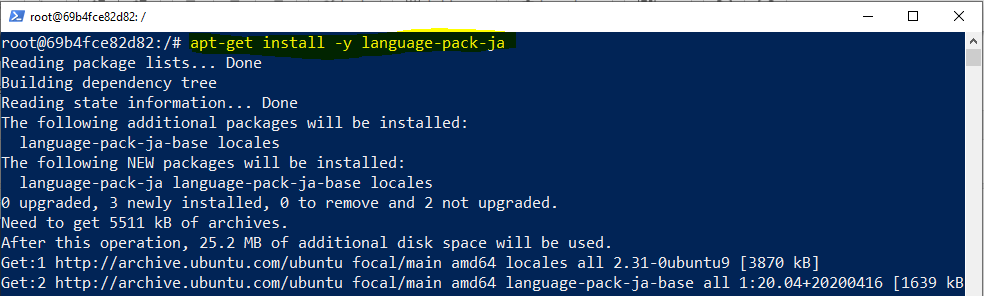 root@69b4fce82d82: /
root@69b4fce82d82:/# apt-get install -y language-pack-ja
Reading package lists... Done
Building dependency tree
Reading state information... Done
The following additional packages will be installed:
  language-pack-ja-base locales
The following NEW packages will be installed:
  language-pack-ja language-pack-ja-base locales
0 upgraded, 3 newly installed, 0 to remove and 2 not upgraded.
Need to get 5511 kB of archives.
After this operation, 25.2 MB of additional disk space will be used.
Get:1 http://archive.ubuntu.com/ubuntu focal/main amd64 locales all 2.31-0ubuntu9 [3870 kB]
Get:2 http://archive.ubuntu.com/ubuntu focal/main amd64 language-pack-ja-base all 1:20.04+20200416 [1639 kB